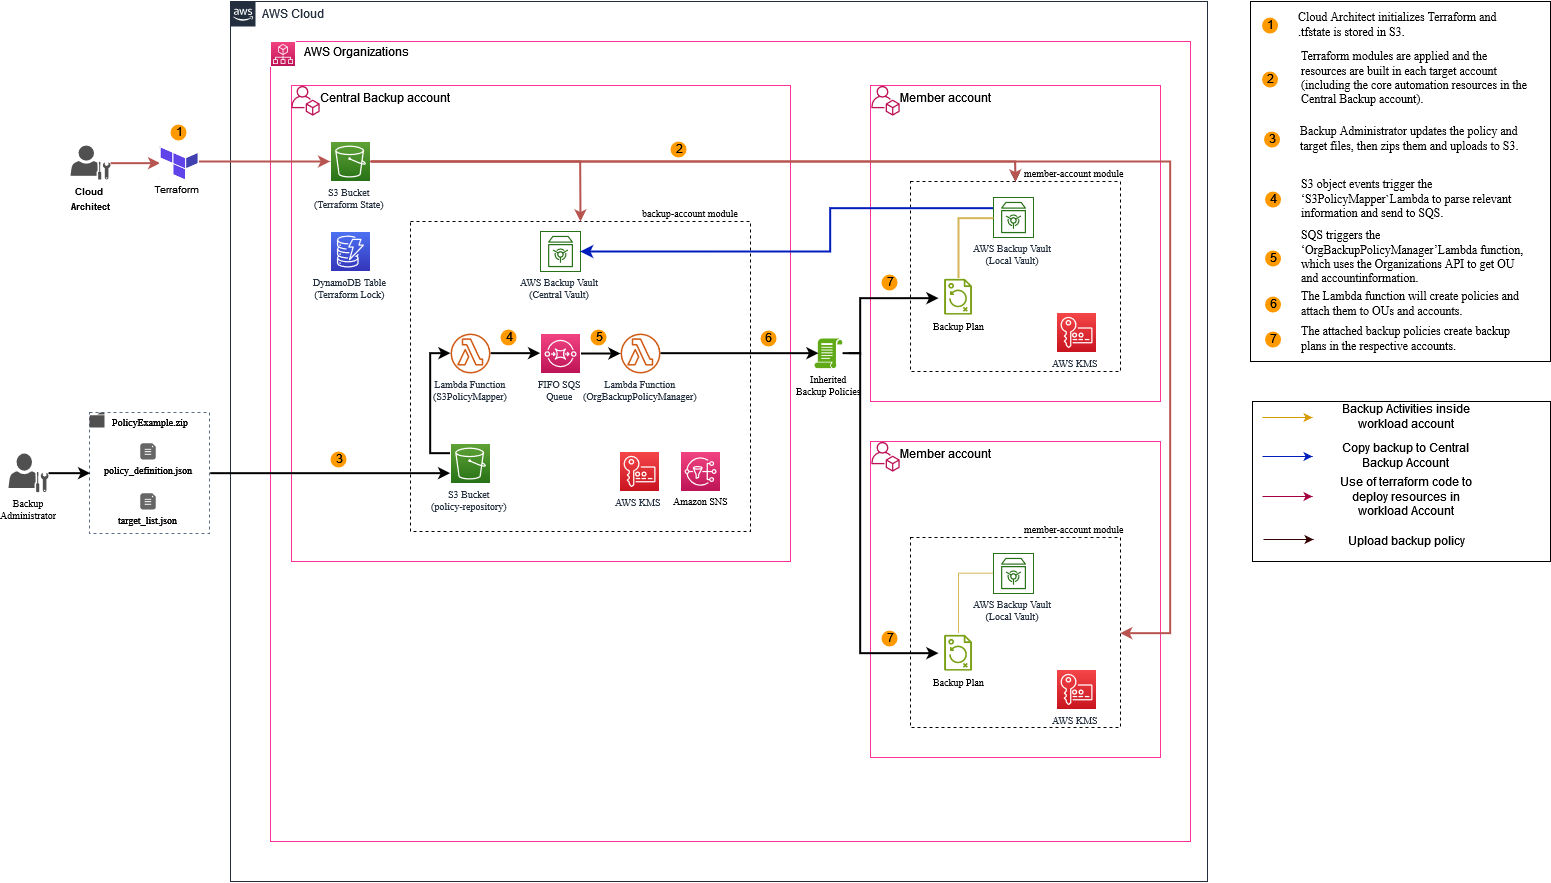 aws
AWS Cloud
AWS Organizations
Central Backup account
Member account
1
Cloud
Architect
Terraform
S3 Bucket
(Terraform State)
2
DynamoDB Table
(Terraform Lock)
backup-account module
AWS Backup Vault
(Central Vault)
member-account module
AWS Backup Vault
(Local Vault)
7
Backup Plan
AWS KMS
4
5
6
Lambda Function
(S3PolicyMapper)
FIFO SQS
Queue
Lambda Function
(OrgBackupPolicyManager)
Inherited
Backup Policies
PolicyExample.zip
policy_definition.json
target_list.json
Backup
Administrator
3
S3 Bucket
(policy-repository)
AWS KMS
Amazon SNS
Member account
member-account module
AWS Backup Vault
(Local Vault)
7
Backup Plan
AWS KMS
1
Cloud Architect initializes Terraform and
.tfstate is stored in S3.
2
Terraform modules are applied and the
resources are built in each target account
(including the core automation resources in the
Central Backup account).
3
Backup Administrator updates the policy and
target files, then zips them and uploads to S3.
4
S3 object events trigger the
‘S3PolicyMapper`Lambda to parse relevant
information and send to SQS.
5
SQS triggers the
‘OrgBackupPolicyManager’Lambda function,
which uses the Organizations API to get OU
and accountinformation.
6
The Lambda function will create policies and
attach them to OUs and accounts.
7
The attached backup policies create backup
plans in the respective accounts.
Backup Activities inside
workload account
Copy backup to Central
Backup Account
Use of terraform code to
deploy resources in
workload Account
Upload backup policy